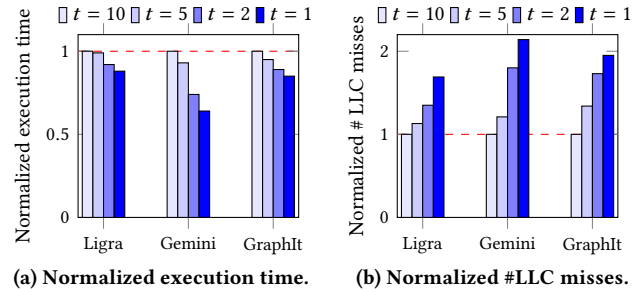 t = 10 t = 5 t = 2 t = 1
Normalized execution time
1
0.5
0
Ligra Gemini GraphIt
(a) Normalized execution time.
t = 10 t = 5 t = 2 t = 1
Normalized # LLC misses
2
1
0
Ligra Gemini GraphIt
(b) Normalized #LLC misses.